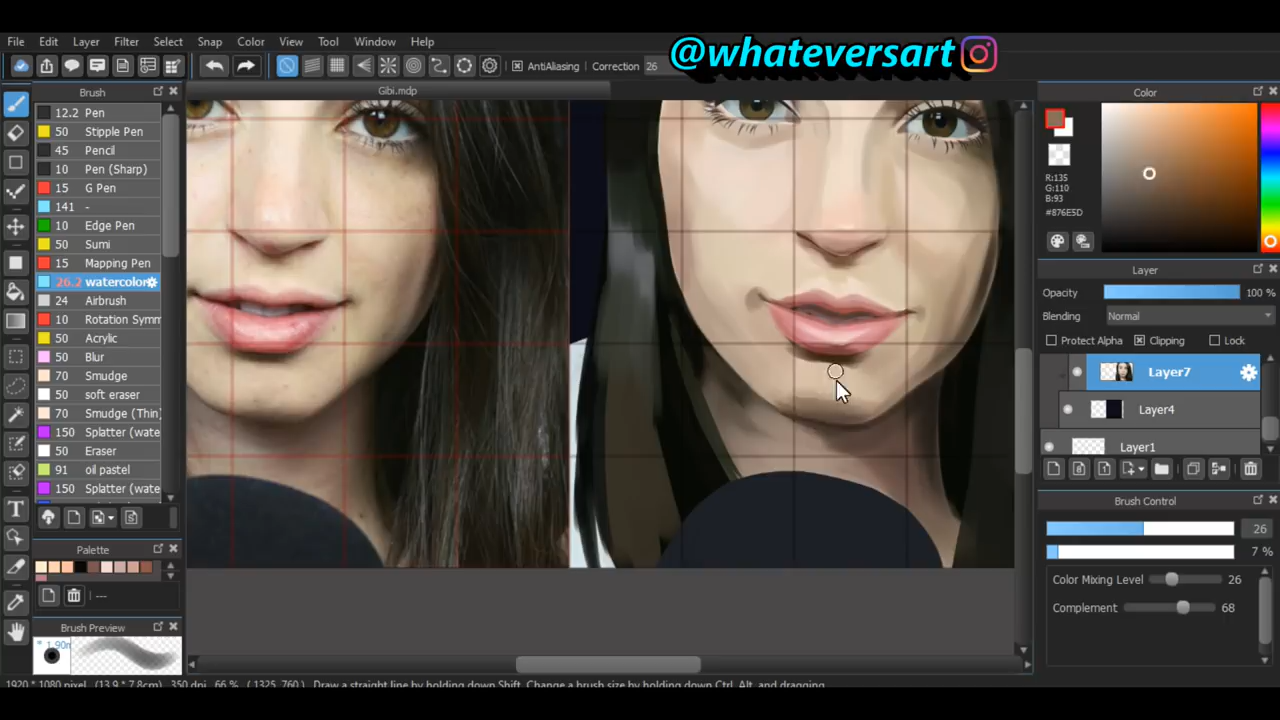 @whateversart
File Edit Layer Filter Select Snap Color View Tool Window Help
AntiAliasing Correction 26
Brush
Gibi.mdp
12.2 Pen
50 Stipple Pen
45 Pencil
10 Pen (Sharp)
15 G Pen
141 -
10 Edge Pen
50 Sumi
15 Mapping Pen
26.2 watercolor
24 Airbrush
10 Rotation Symm
50 Acrylic
50 Blur
70 Smudge
50 soft eraser
70 Smudge (Thin)
150 Splatter (wate
50 Eraser
91 oil pastel
150 Splatter (wate
T
Palette
---
Brush Preview
* 1.90m
Color
R:135
G:110
B:93
#876E5D
Layer
Opacity 100 %
Blending Normal
Protect Alpha Clipping Lock
Layer7
Layer4
Layer1
Brush Control
26
7 %
Color Mixing Level 26
Complement 68
1920 * 1080 pixel (13.9 * 7.8cm) 350 dpi 66 % (1325, 760) Draw a straight line by holding down Shift, Change a brush size by holding down Ctrl, Alt, and dragging